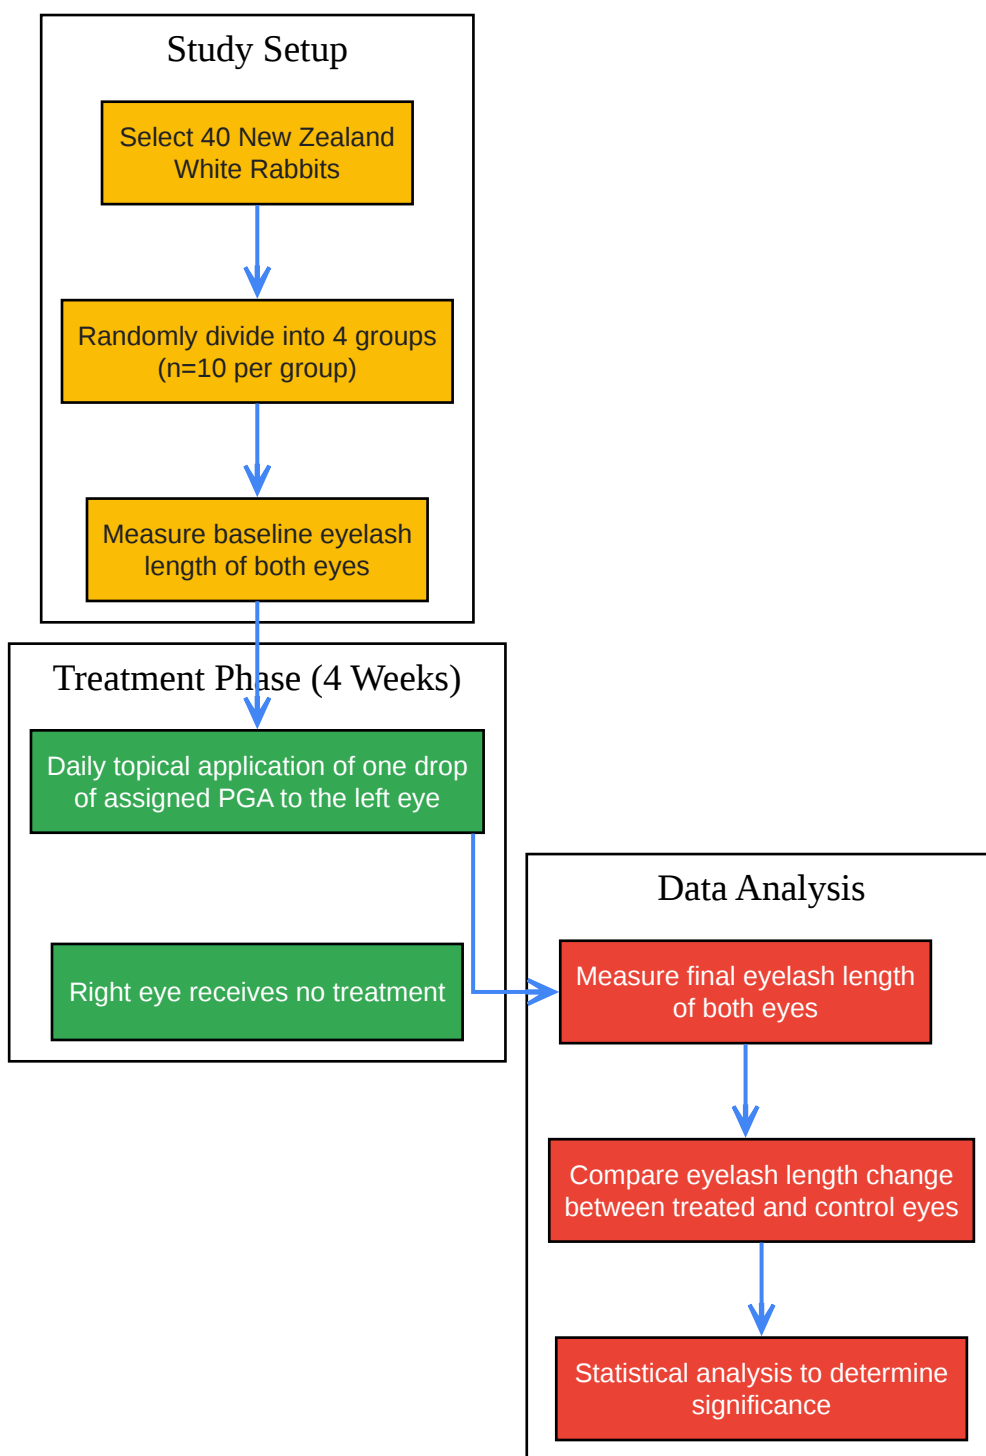 Study Setup
Select 40 New Zealand
White Rabbits
Randomly divide into 4 groups
(n=10 per group)
Measure baseline eyelash
length of both eyes
Treatment Phase (4 Weeks)
Daily topical application of one drop
of assigned PGA to the left eye
Right eye receives no treatment
Data Analysis
Measure final eyelash length
of both eyes
Compare eyelash length change
between treated and control eyes
Statistical analysis to determine
significance